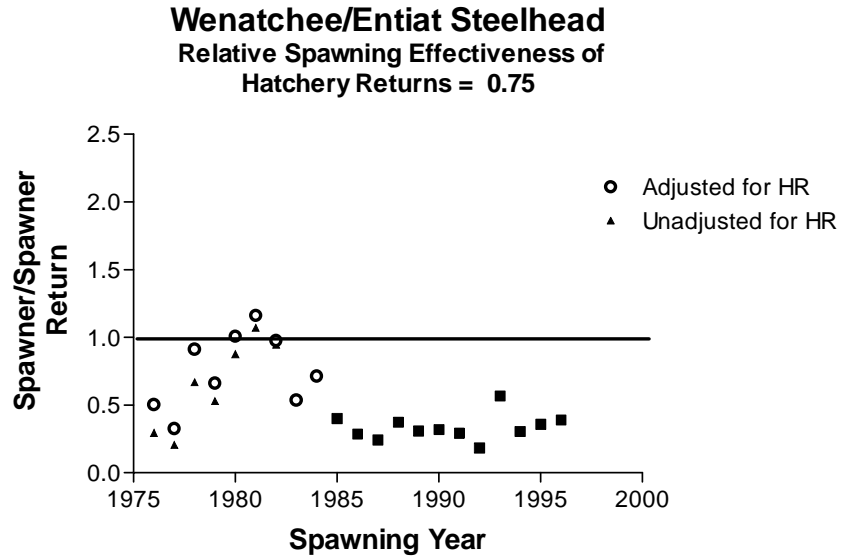 Wenatchee/Entiat Steelhead
Relative Spawning Effectiveness of
Hatchery Returns = 0.75
Spawner/Spawner
Return
2.5
2.0
1.5
1.0
0.5
0.0
1975 1980 1985 1990 1995 2000
Spawning Year
Adjusted for HR
Unadjusted for HR